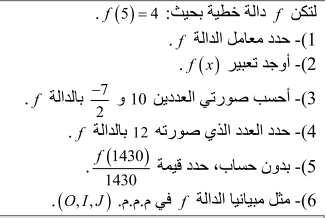 لتكن f دالة خطية بحيث: f(5)=4 .
1)- حدد معامل الدالة f .
2)- أوجد تعبير f(x) .
3)- أحسب صورتي العددين 10 و -7/2 بالدالة f .
4)- حدد العدد الذي صورته 12 بالدالة f .
5)- بدون حساب، حدد قيمة f(1430)/1430 .
6)- مثل مبيانيا الدالة f في م.م.م. (O,I,J) .